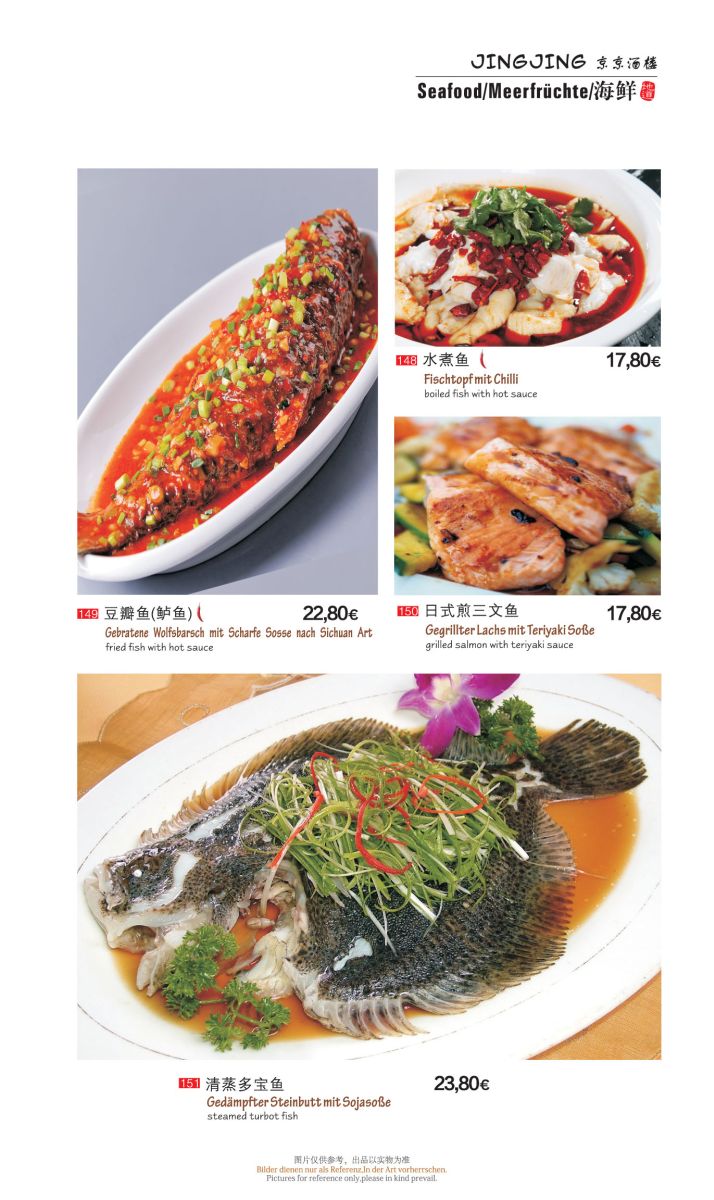 JINGJING 京京酒楼
Seafood/Meerfrüchte/海鲜
148 水煮鱼 17,80€
Fischtopf mit Chilli
boiled fish with hot sauce
149 豆瓣鱼(鲈鱼) 22,80€
Gebratene Wolfsbarsch mit Scharfe Sosse nach Sichuan Art
fried fish with hot sauce
150 日式煎三文鱼 17,80€
Gegrillter Lachs mit Teriyaki Soße
grilled salmon with teriyaki sauce
151 清蒸多宝鱼 23,80€
Gedämpfter Steinbutt mit Sojasoße
steamed turbot fish
图片仅供参考，出品以实物为准
Bilder dienen nur als Referenz,In der Art vorherrschen.
Pictures for reference only,please in kind prevail.